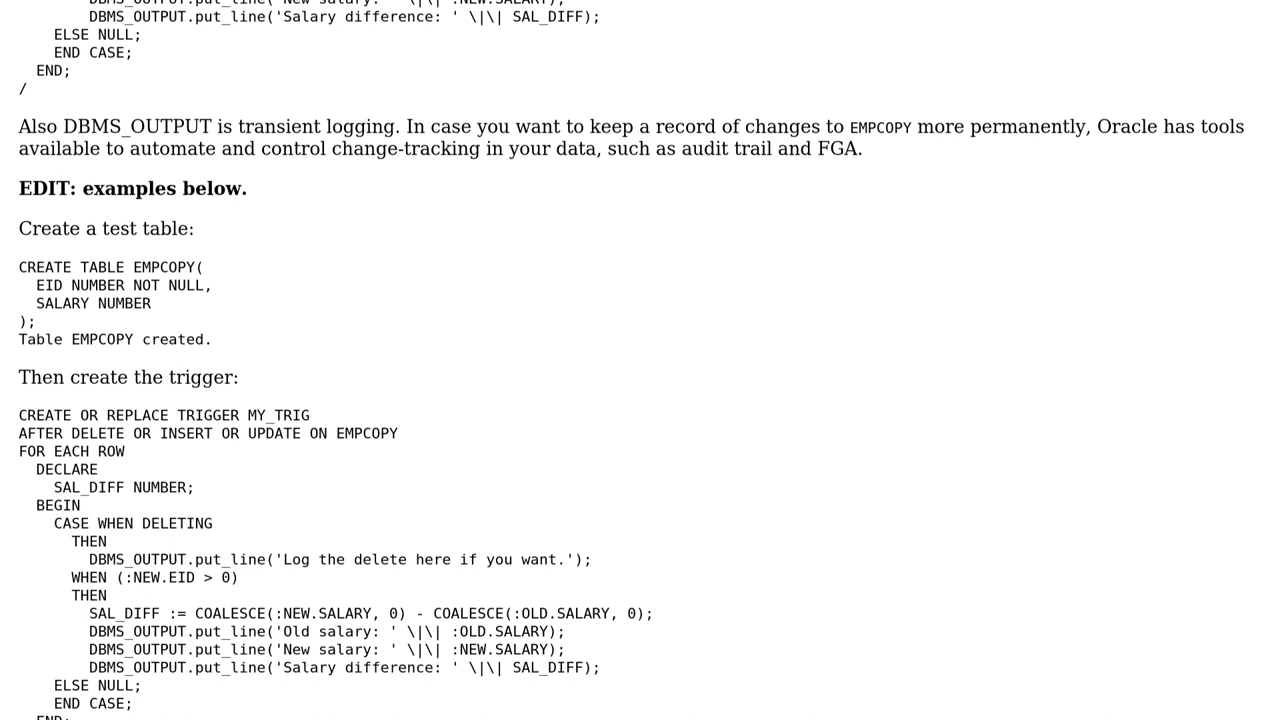 DBMS_OUTPUT.put_line('New salary: ' \|\| :NEW.SALARY);
DBMS_OUTPUT.put_line('Salary difference: ' \|\| SAL_DIFF);
ELSE NULL;
END CASE;
END;
/
Also DBMS_OUTPUT is transient logging. In case you want to keep a record of changes to EMPCOPY more permanently, Oracle has tools
available to automate and control change-tracking in your data, such as audit trail and FGA.
EDIT: examples below.
Create a test table:
CREATE TABLE EMPCOPY(
EID NUMBER NOT NULL,
SALARY NUMBER
);
Table EMPCOPY created.
Then create the trigger:
CREATE OR REPLACE TRIGGER MY_TRIG
AFTER DELETE OR INSERT OR UPDATE ON EMPCOPY
FOR EACH ROW
DECLARE
SAL_DIFF NUMBER;
BEGIN
CASE WHEN DELETING
THEN
DBMS_OUTPUT.put_line('Log the delete here if you want.');
WHEN (:NEW.EID > 0)
THEN
SAL_DIFF := COALESCE(:NEW.SALARY, 0) - COALESCE(:OLD.SALARY, 0);
DBMS_OUTPUT.put_line('Old salary: ' \|\| :OLD.SALARY);
DBMS_OUTPUT.put_line('New salary: ' \|\| :NEW.SALARY);
DBMS_OUTPUT.put_line('Salary difference: ' \|\| SAL_DIFF);
ELSE NULL;
END CASE;
END;